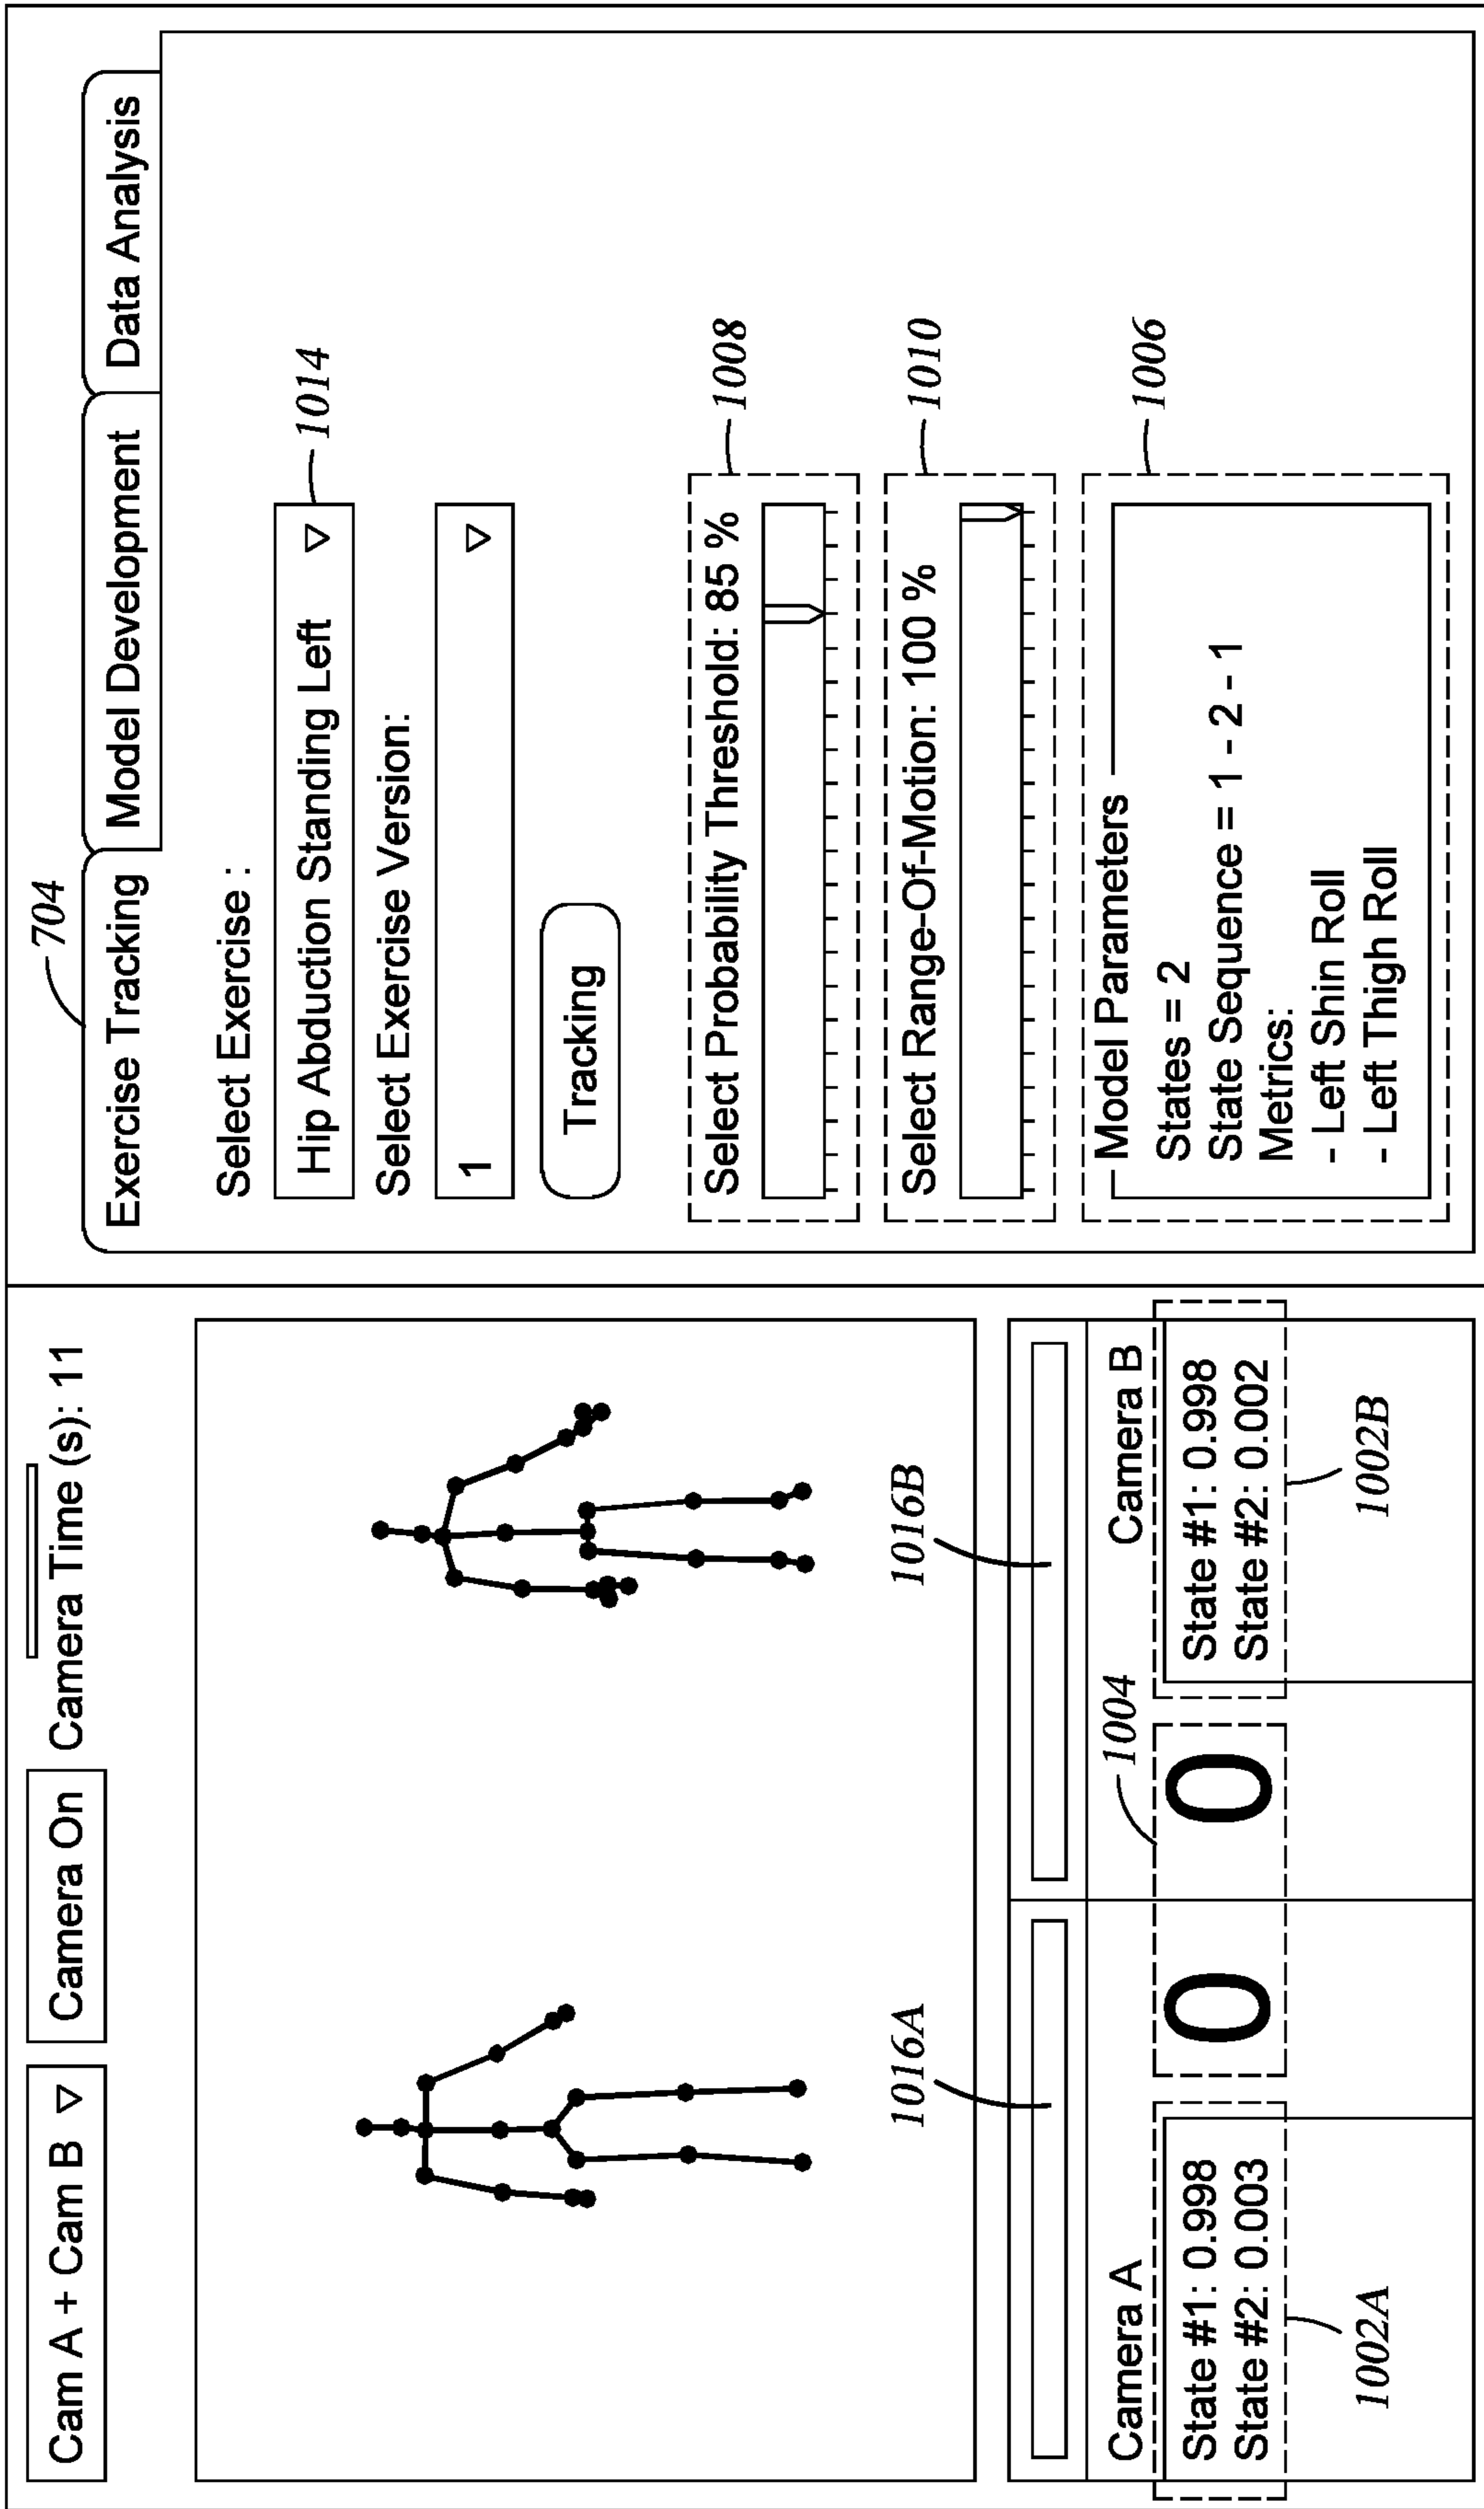 Cam A + Cam B ▽
Camera On
Camera Time (s): 11
1016A
1016B
Camera A
Camera B
1004
State #1: 0.998
State #2: 0.003
0
0
State #1: 0.998
State #2: 0.002
1002A
1002B
704
Exercise Tracking
Model Development
Data Analysis
Select Exercise :
Hip Abduction Standing Left ▽
1014
Select Exercise Version:
1 ▽
Tracking
Select Probability Threshold: 85 %
1008
Select Range-Of-Motion: 100 %
1010
Model Parameters
1006
States = 2
State Sequence = 1 - 2 - 1
Metrics:
- Left Shin Roll
- Left Thigh Roll